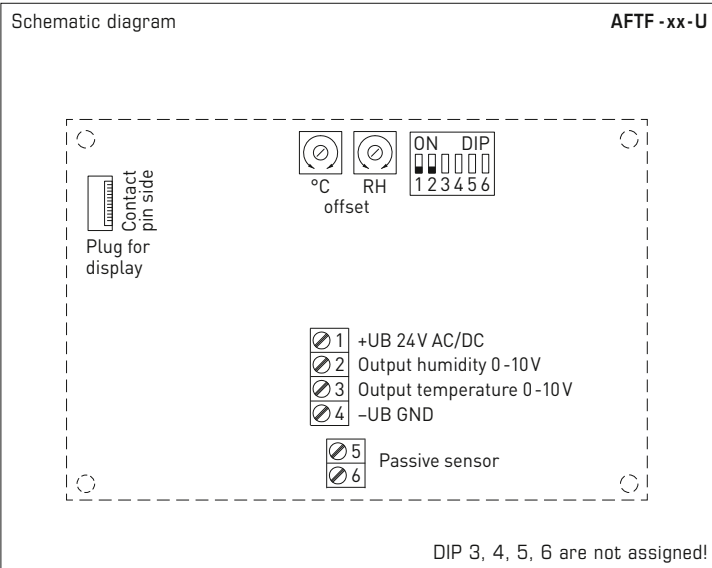 Schematic diagram
AFTF - xx - U
ON DIP
1 2 3 4 5 6
°C RH
offset
Contact
pin side
Plug for
display
1 +UB 24V AC/DC
2 Output humidity 0-10V
3 Output temperature 0-10V
4 –UB GND
5
Passive sensor
6
DIP 3, 4, 5, 6 are not assigned!